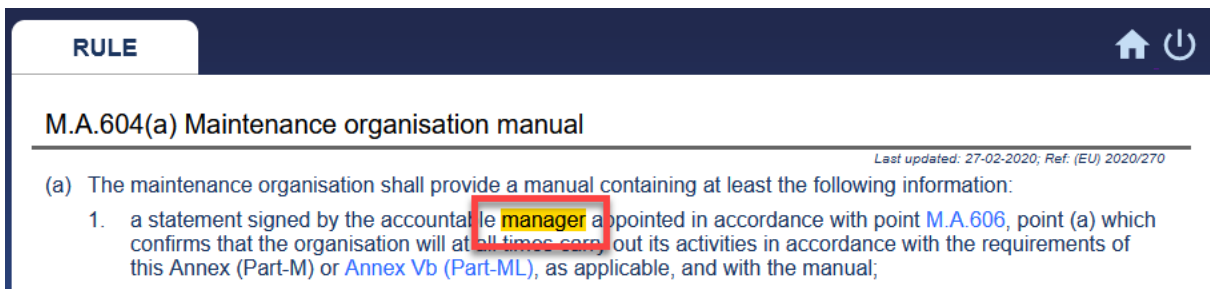 RULE
M.A.604(a) Maintenance organisation manual
Last updated: 27-02-2020; Ref: (EU) 2020/270
(a) The maintenance organisation shall provide a manual containing at least the following information:
1. a statement signed by the accountable manager appointed in accordance with point M.A.606, point (a) which
confirms that the organisation will at all times carry out its activities in accordance with the requirements of
this Annex (Part-M) or Annex Vb (Part-ML), as applicable, and with the manual;